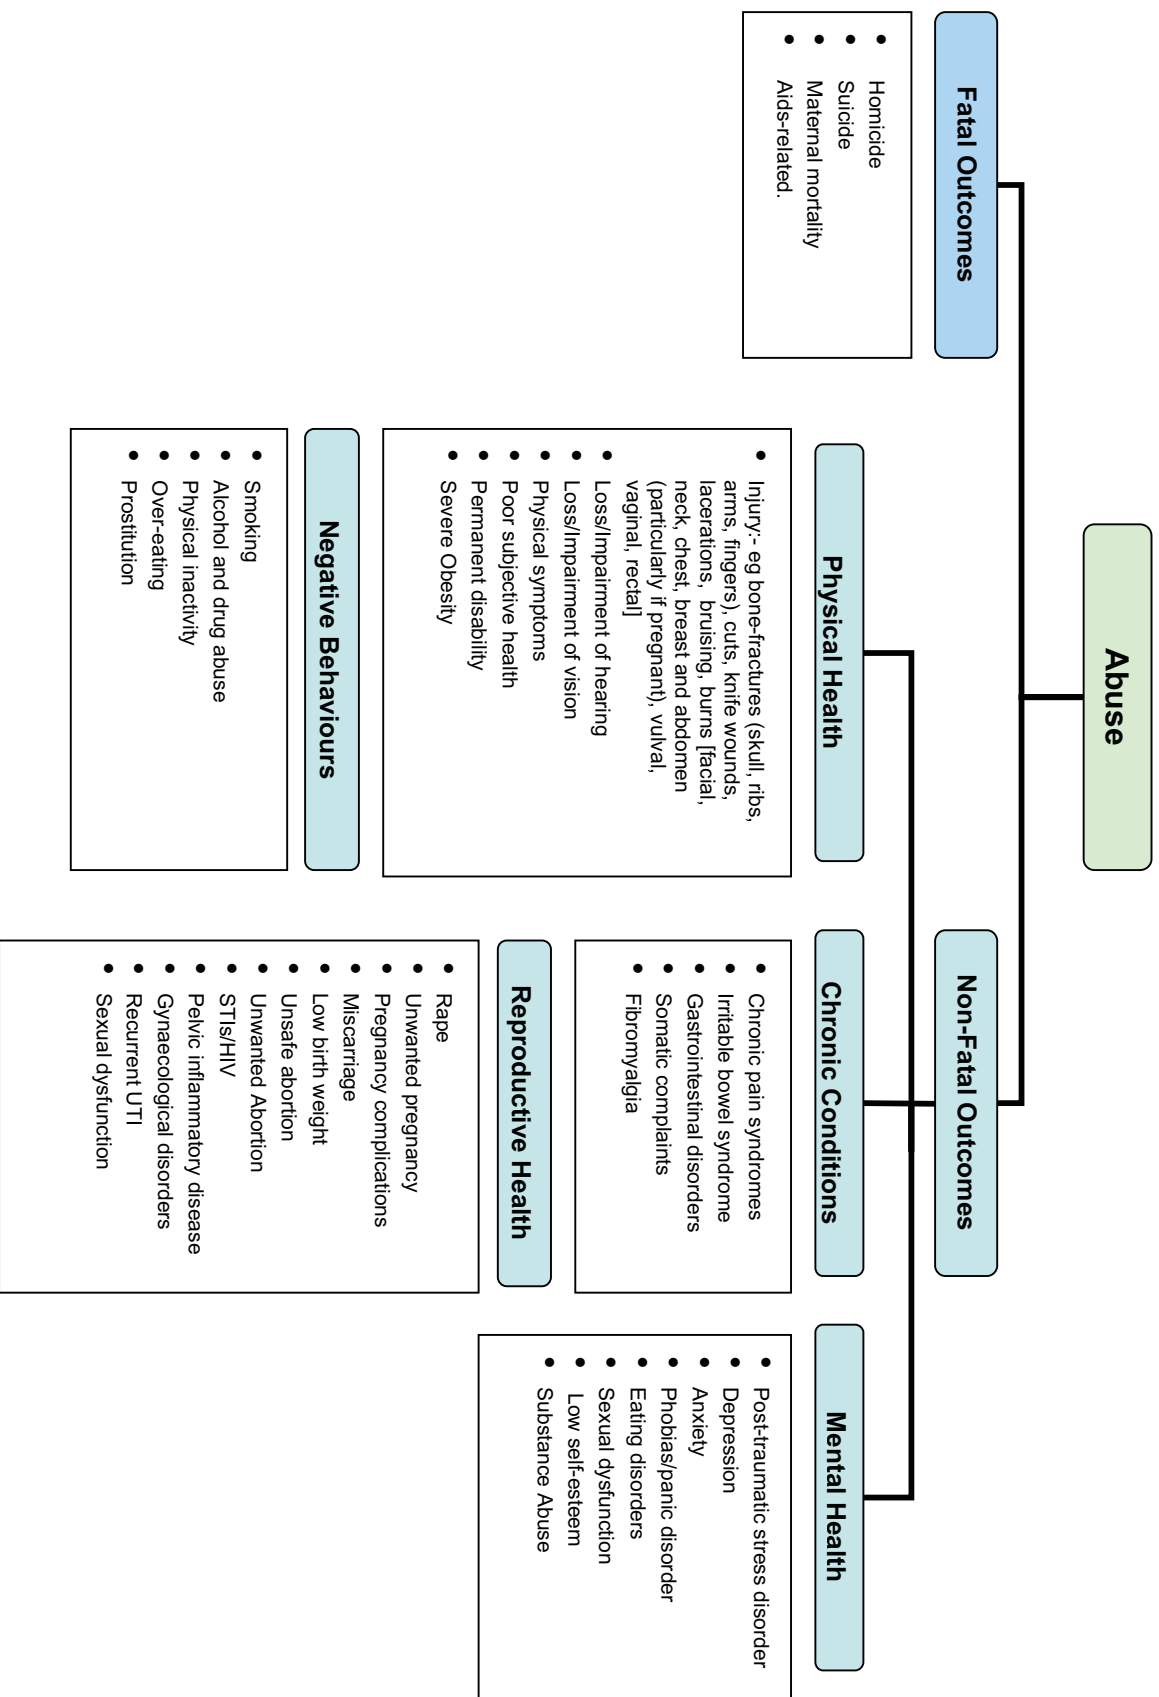 Abuse
Fatal Outcomes
• Homicide
• Suicide
• Maternal mortality
• Aids-related.
Non-Fatal Outcomes
Physical Health
• Injury:- eg bone-fractures (skull, ribs,
arms, fingers), cuts, knife wounds,
lacerations, bruising, burns [facial,
neck, chest, breast and abdomen
(particularly if pregnant), vulval,
vaginal, rectal]
• Loss/Impairment of hearing
• Loss/Impairment of vision
• Physical symptoms
• Poor subjective health
• Permanent disability
• Severe Obesity
Negative Behaviours
• Smoking
• Alcohol and drug abuse
• Physical inactivity
• Over-eating
• Prostitution
Chronic Conditions
• Chronic pain syndromes
• Irritable bowel syndrome
• Gastrointestinal disorders
• Somatic complaints
• Fibromyalgia
Reproductive Health
• Rape
• Unwanted pregnancy
• Pregnancy complications
• Miscarriage
• Low birth weight
• Unsafe abortion
• Unwanted Abortion
• STIs/HIV
• Pelvic inflammatory disease
• Gynaecological disorders
• Recurrent UTI
• Sexual dysfunction
Mental Health
• Post-traumatic stress disorder
• Depression
• Anxiety
• Phobias/panic disorder
• Eating disorders
• Sexual dysfunction
• Low self-esteem
• Substance Abuse